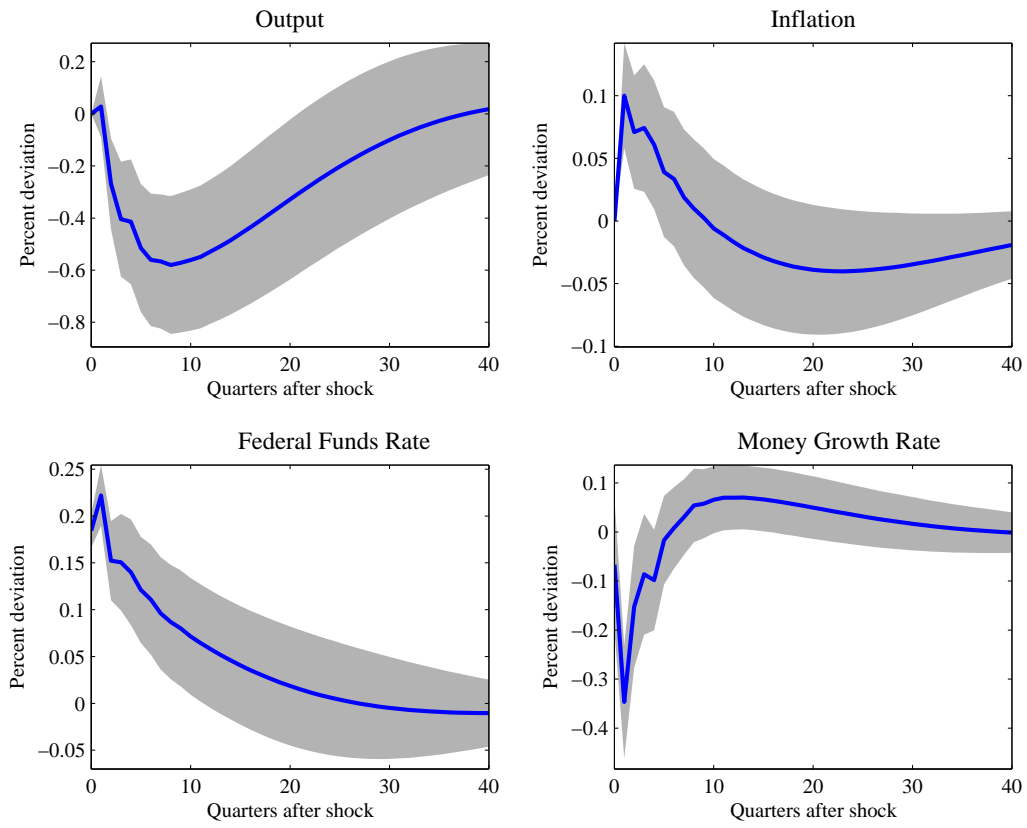 Output
Percent deviation
0.2
0
−0.2
−0.4
−0.6
−0.8
0 10 20 30 40
Quarters after shock
Inflation
Percent deviation
0.1
0.05
0
−0.05
−0.1
0 10 20 30 40
Quarters after shock
Federal Funds Rate
Percent deviation
0.25
0.2
0.15
0.1
0.05
0
−0.05
0 10 20 30 40
Quarters after shock
Money Growth Rate
Percent deviation
0.1
0
−0.1
−0.2
−0.3
−0.4
0 10 20 30 40
Quarters after shock